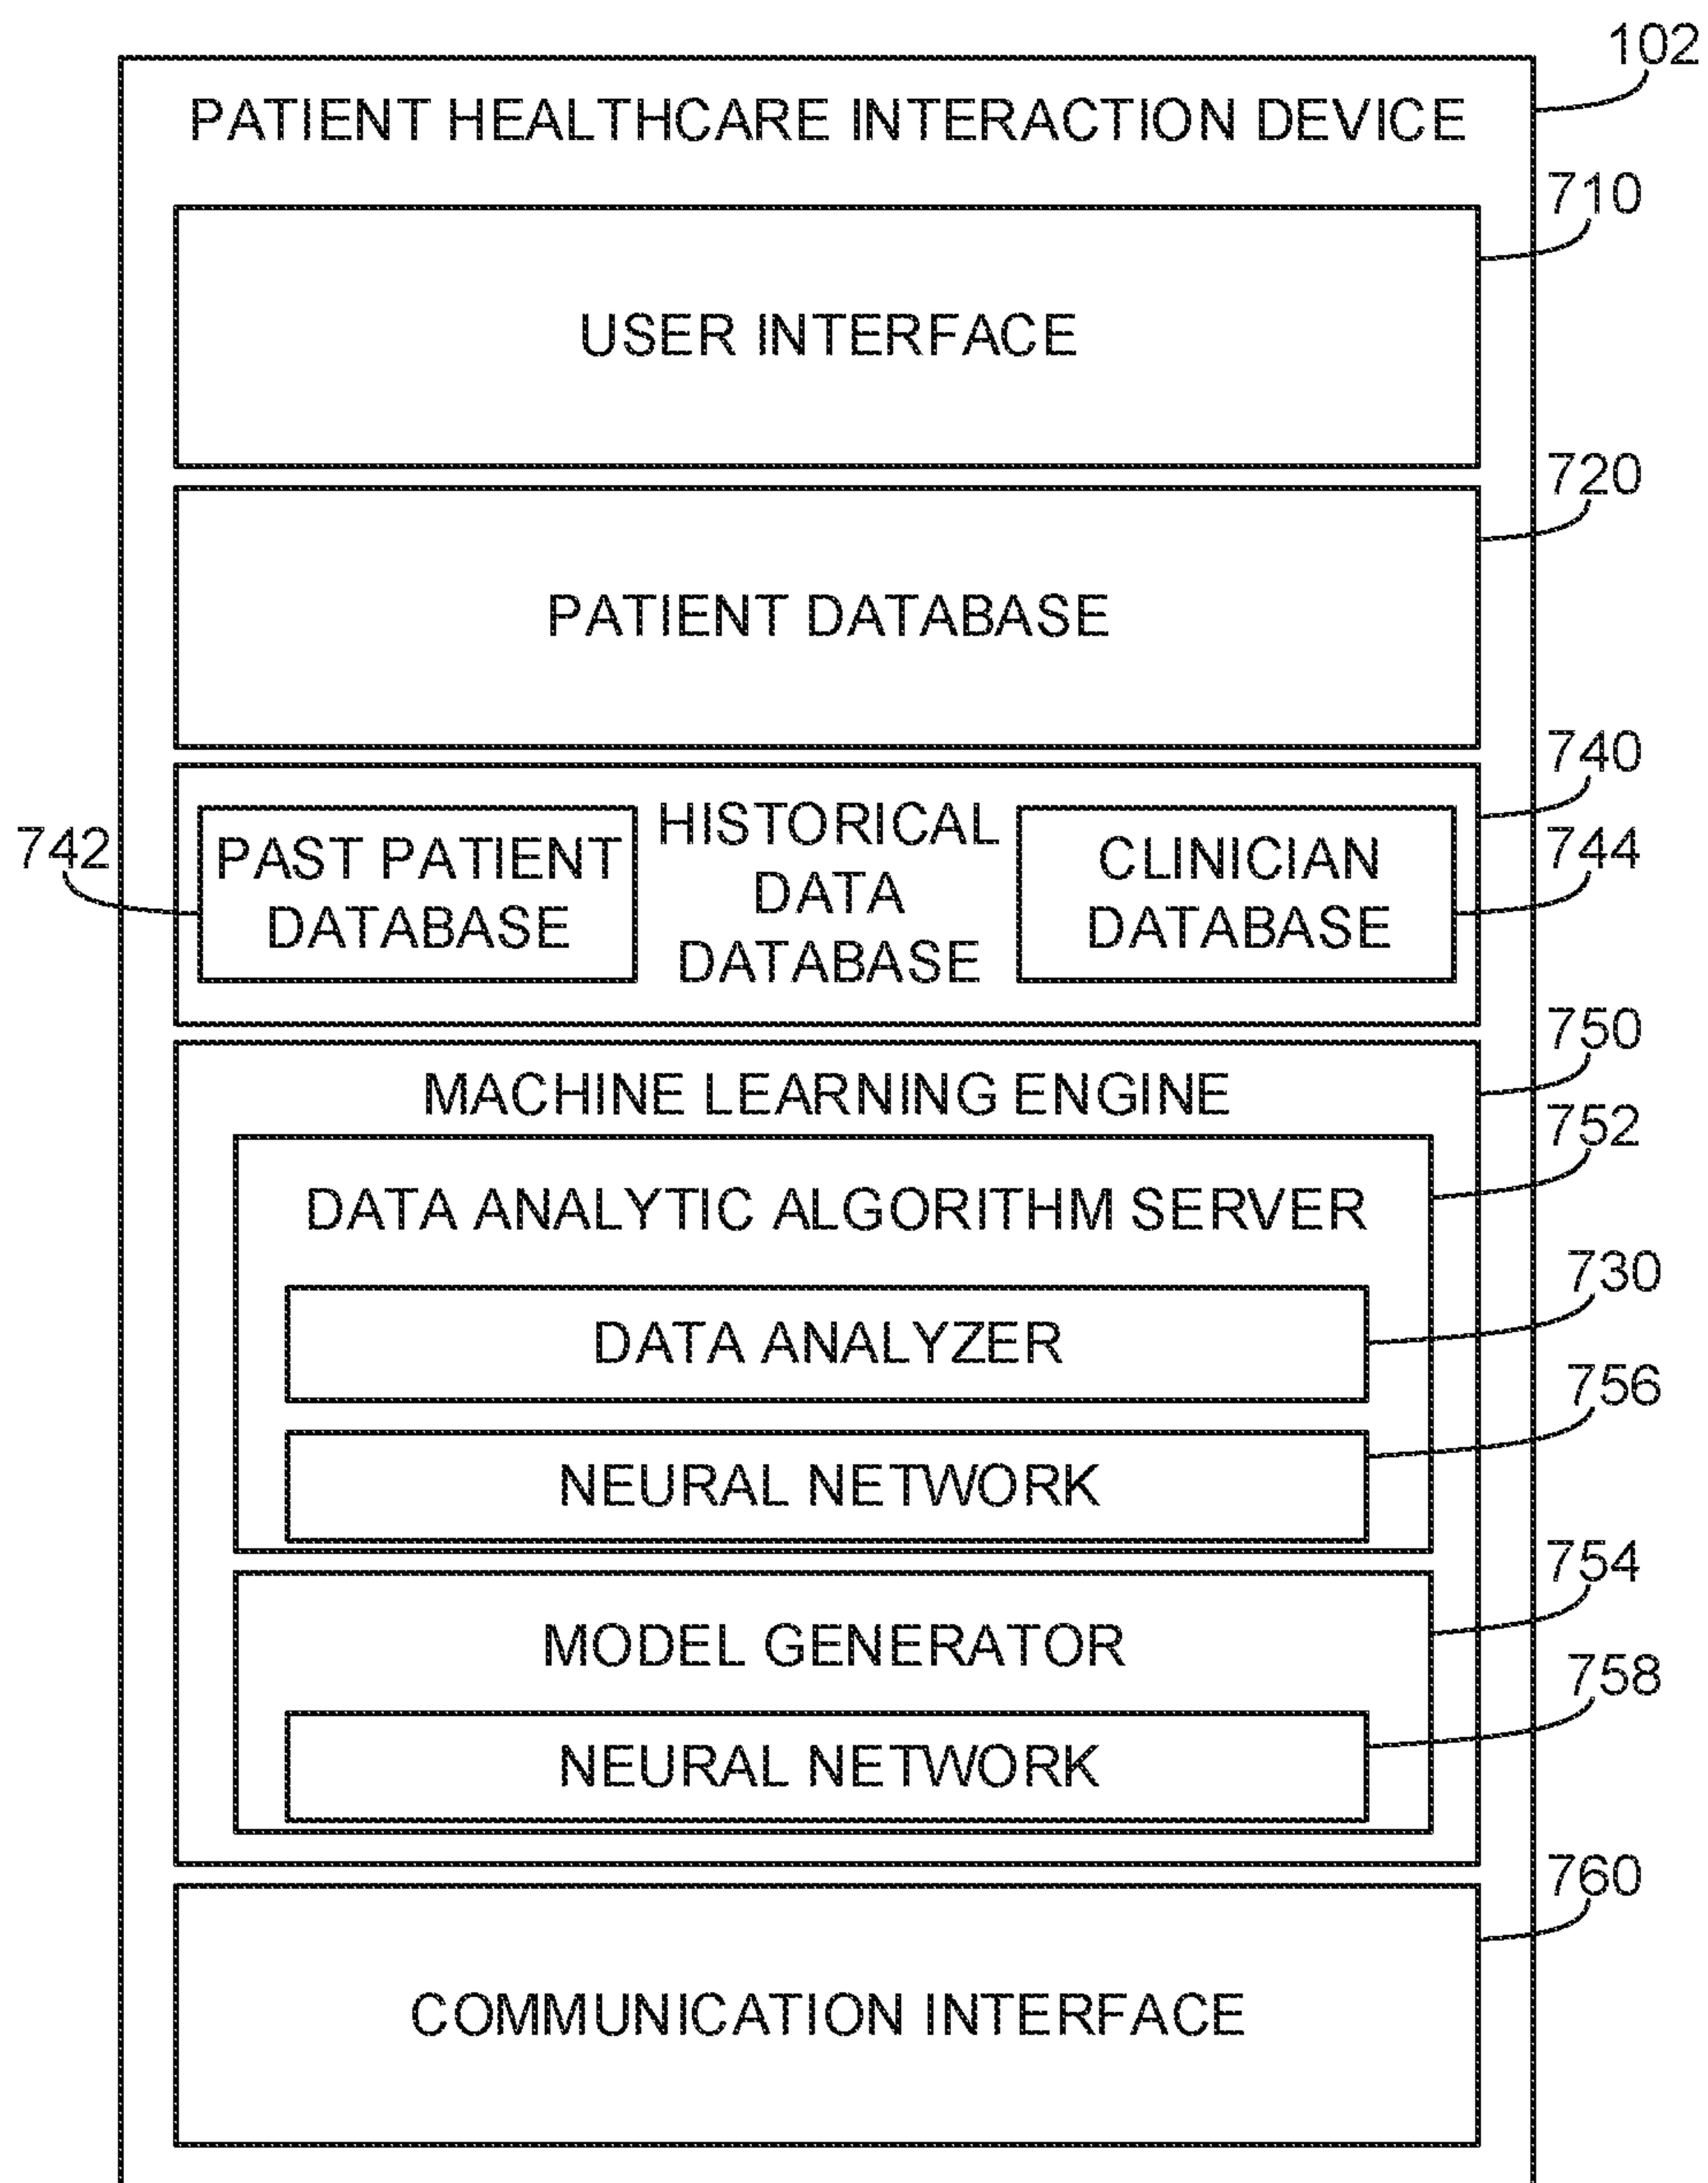 102
PATIENT HEALTHCARE INTERACTION DEVICE
710
USER INTERFACE
720
PATIENT DATABASE
740
742
PAST PATIENT
DATABASE
HISTORICAL
DATA
DATABASE
CLINICIAN
DATABASE
744
750
MACHINE LEARNING ENGINE
752
DATA ANALYTIC ALGORITHM SERVER
730
DATA ANALYZER
756
NEURAL NETWORK
754
MODEL GENERATOR
758
NEURAL NETWORK
760
COMMUNICATION INTERFACE